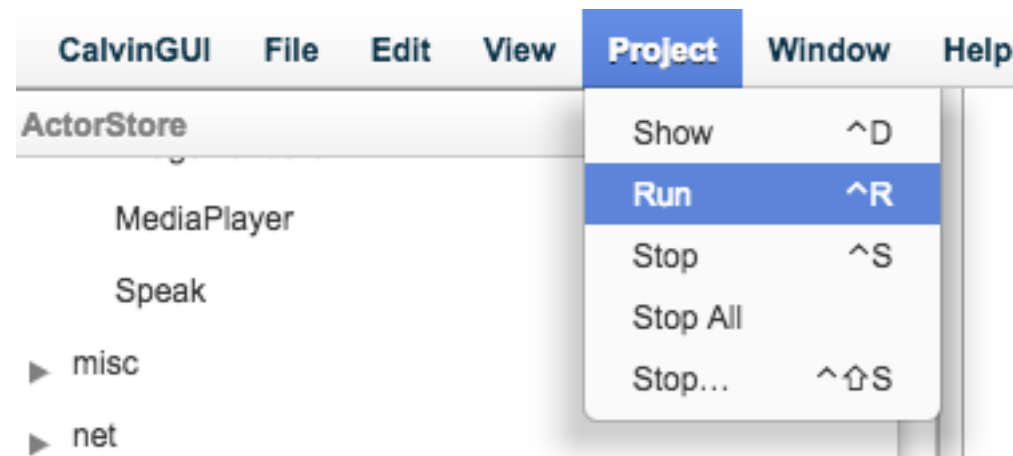 CalvinGUI File Edit View Project Window Help
ActorStore
MediaPlayer
Speak
misc
net
Show ^D
Run ^R
Stop ^S
Stop All
Stop... ^⇧S